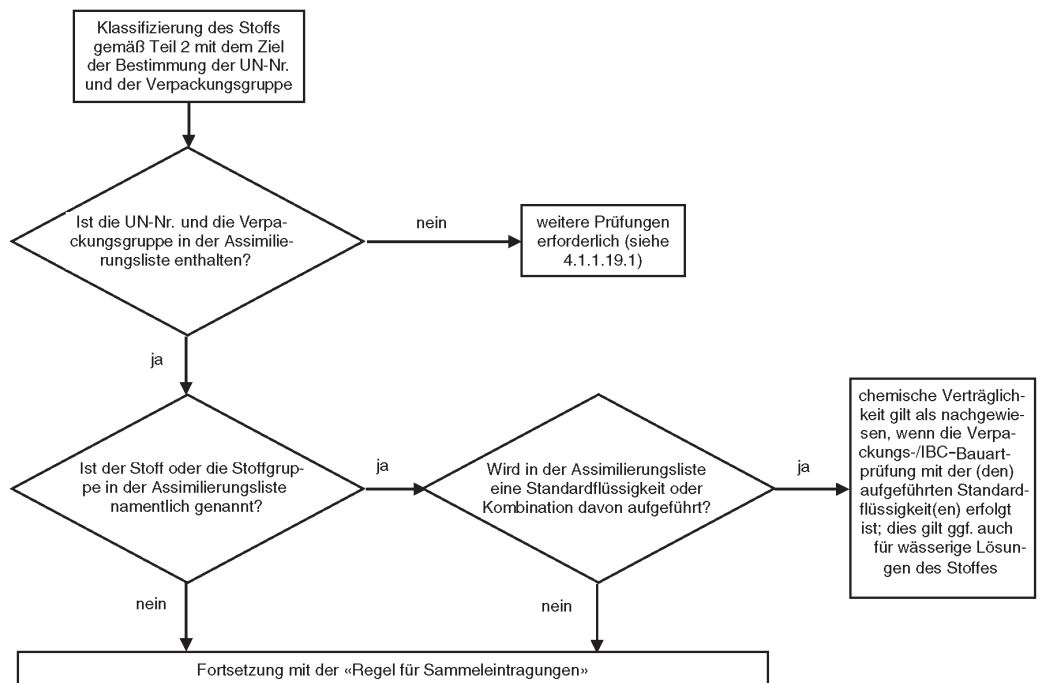 Klassifizierung des Stoffs
gemäß Teil 2 mit dem Ziel
der Bestimmung der UN-Nr.
und der Verpackungsgruppe
Ist die UN-Nr. und die Verpa-
ckungsgruppe in der Assimilie-
rungsliste enthalten?
nein
weitere Prüfungen
erforderlich (siehe
4.1.1.19.1)
ja
Ist der Stoff oder die Stoffgrup-
pe in der Assimilierungsliste
namentlich genannt?
ja
Wird in der Assimilierungsliste
eine Standardflüssigkeit oder
Kombination davon aufgeführt?
ja
chemische Verträglich-
keit gilt als nachgewie-
sen, wenn die Verpa-
ckungs-/IBC-Bauart-
prüfung mit der (den)
aufgeführten Standard-
flüssigkeit(en) erfolgt
ist; dies gilt ggf. auch
für wässerige Lösun-
gen des Stoffes
nein
nein
Fortsetzung mit der «Regel für Sammeleintragungen»